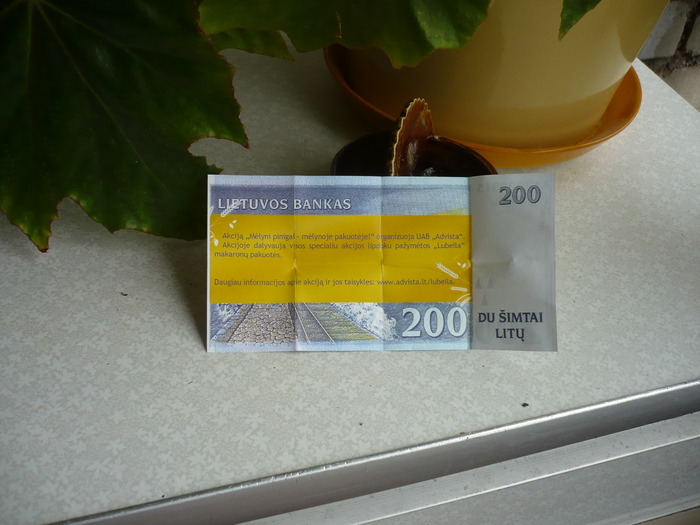 LIETUVOS BANKAS
200
Akciją „Mėlyni pinigai - mėlynoje pakuotėje!" organizuoja UAB „Advista".
Akcijoje dalyvauja visos specialiu akcijos lipduku pažymėtos „Lubella"
makaronų pakuotės.
Daugiau informacijos apie akciją ir jos taisykles: www.advista.lt/lubella.
200
DU ŠIMTAI
LITŲ